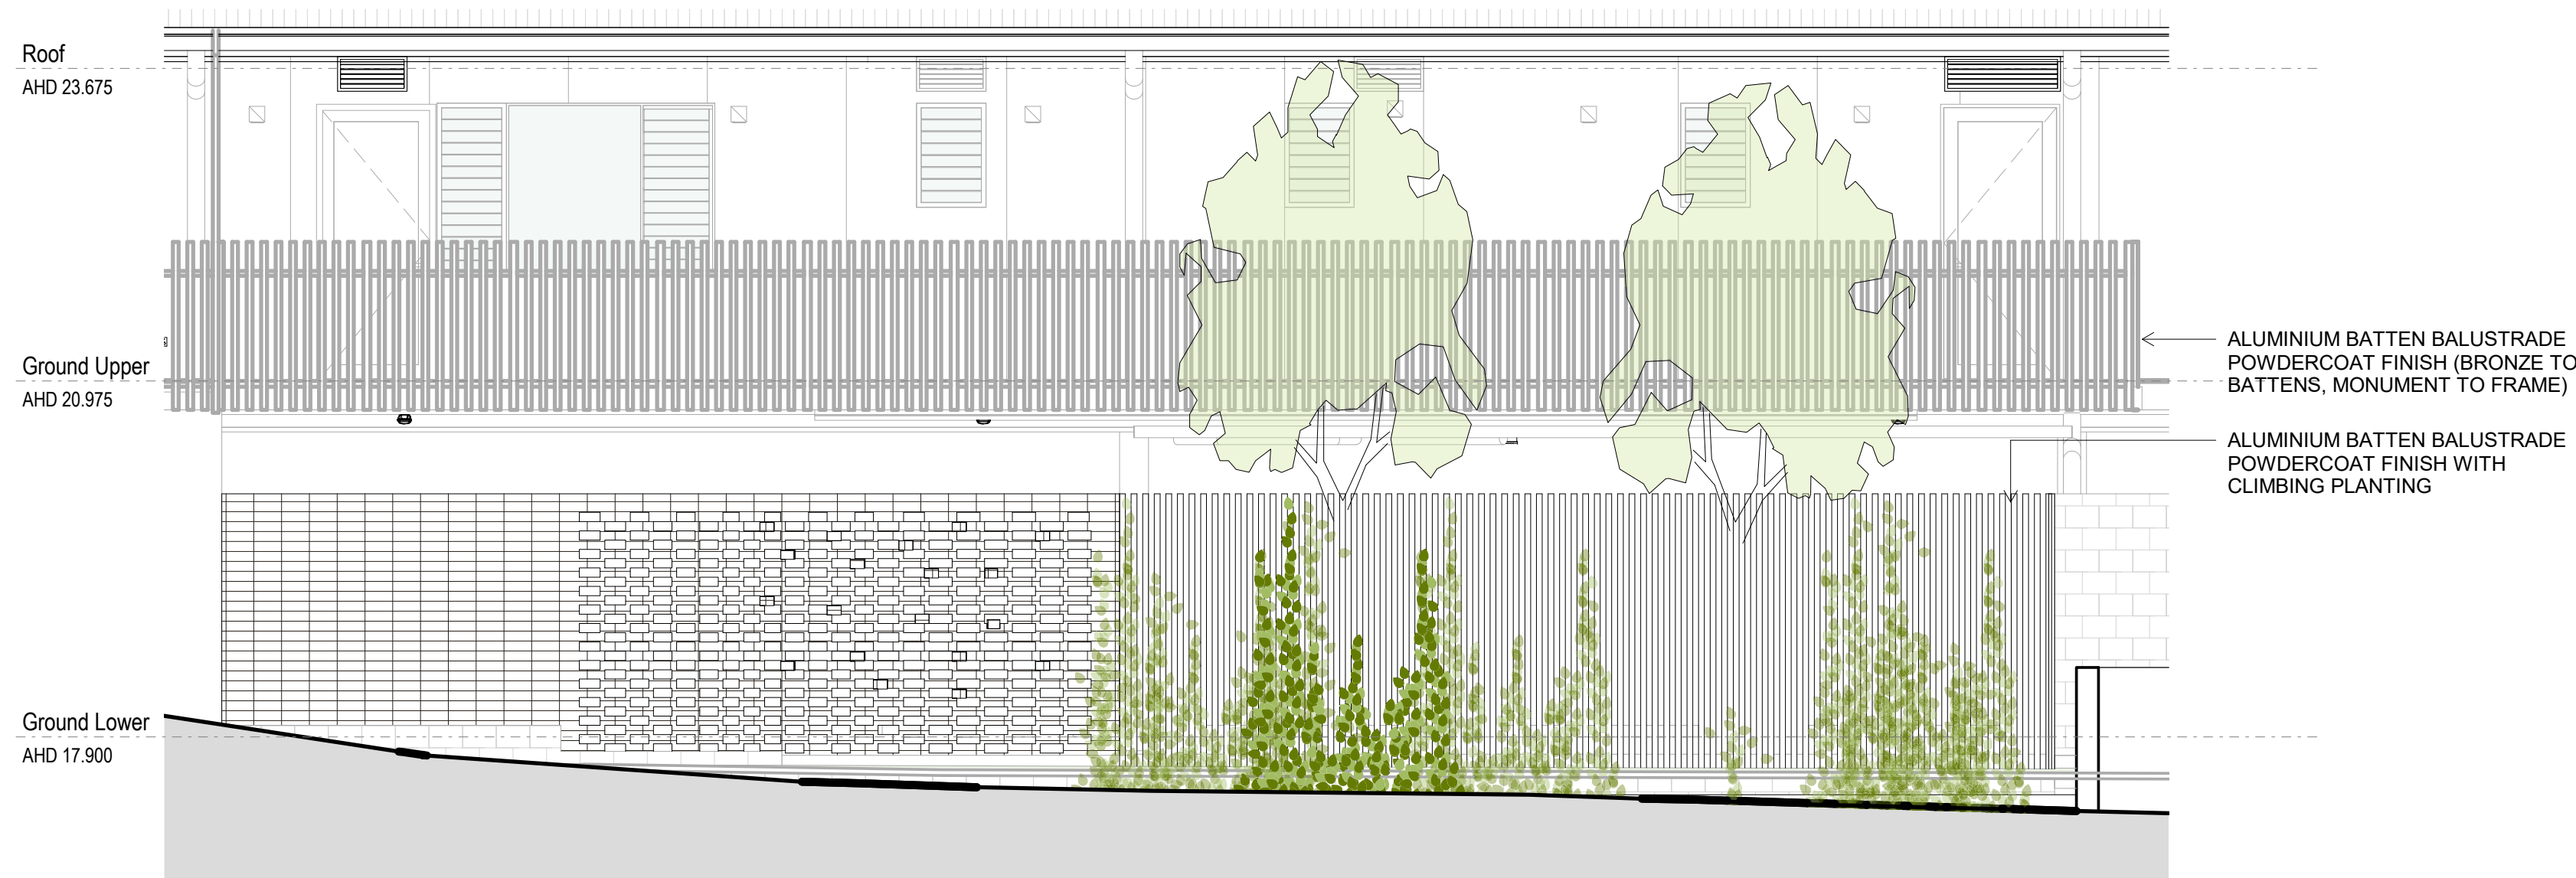 Roof
AHD 23.675
Ground Upper
AHD 20.975
Ground Lower
AHD 17.900
ALUMINIUM BATTEN BALUSTRADE
POWDERCOAT FINISH (BRONZE TO
BATTENS, MONUMENT TO FRAME)
ALUMINIUM BATTEN BALUSTRADE
POWDERCOAT FINISH WITH
CLIMBING PLANTING